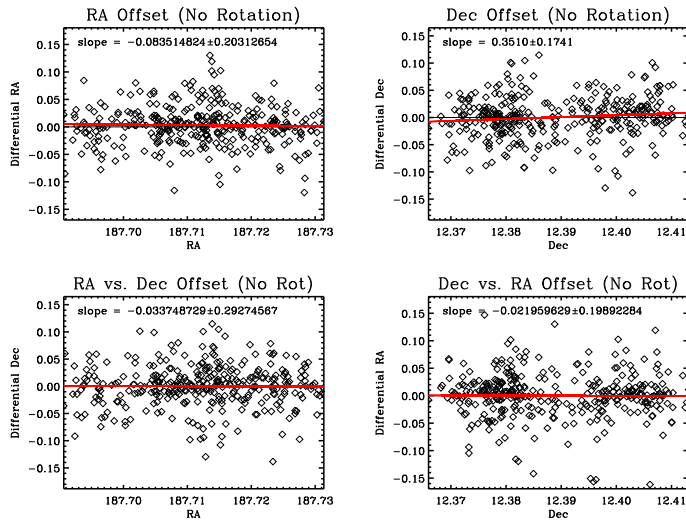 RA Offset (No Rotation)
slope = -0.083514824±0.20312654
0.15
0.10
0.05
0.00
-0.05
-0.10
-0.15
Differential RA
187.70 187.71 187.72 187.73
RA
Dec Offset (No Rotation)
slope = 0.3510±0.1741
0.15
0.10
0.05
0.00
-0.05
-0.10
-0.15
Differential Dec
12.37 12.38 12.39 12.40 12.41
Dec
RA vs. Dec Offset (No Rot)
slope = -0.033748729±0.29274567
0.15
0.10
0.05
0.00
-0.05
-0.10
-0.15
Differential Dec
187.70 187.71 187.72 187.73
RA
Dec vs. RA Offset (No Rot)
slope = -0.021959629±0.19892284
0.15
0.10
0.05
0.00
-0.05
-0.10
-0.15
Differential RA
12.37 12.38 12.39 12.40 12.41
Dec